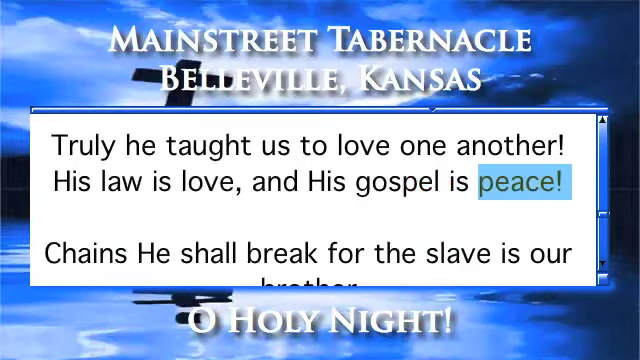 MAINSTREET TABERNACLE
BELLEVILLE, KANSAS
Truly he taught us to love one another!
His law is love, and His gospel is peace!
Chains He shall break for the slave is our
brother
O HOLY NIGHT!